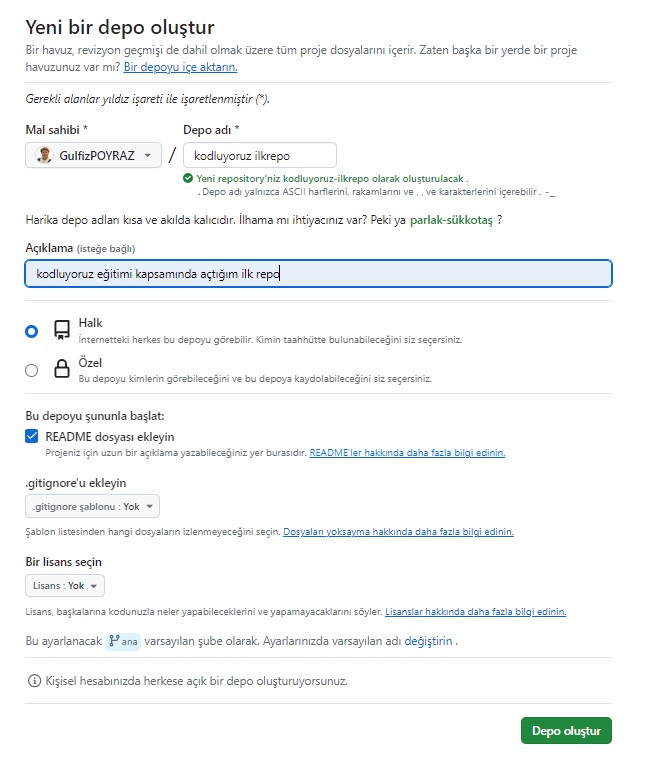 Yeni bir depo oluştur
Bir havuz, revizyon geçmişi de dahil olmak üzere tüm proje dosyalarını içerir. Zaten başka bir yerde bir proje
havuzunuz var mı? Bir depoyu içe aktarın.
Gerekli alanlar yıldız işareti ile işaretlenmiştir (*).
Mal sahibi * Depo adı *
GulfizPOYRAZ / kodluyoruz ilkrepo
Yeni repository'niz kodluyoruz-ilkrepo olarak oluşturulacak .
. Depo adı yalnızca ASCII harflerini, rakamlarını ve , , ve karakterlerini içerebilir . -_
Harika depo adları kısa ve akılda kalıcıdır. İlhama mı ihtiyacınız var? Peki ya parlak-sükkotaş ?
Açıklama (isteğe bağlı)
kodluyoruz eğitimi kapsamında açtığım ilk repo
Halk
İnternetteki herkes bu depoyu görebilir. Kimin taahhütte bulunabileceğini siz seçersiniz.
Özel
Bu depoyu kimlerin görebileceğini ve bu depoya kaydolabileceğini siz seçersiniz.
Bu depoyu şununla başlat:
README dosyası ekleyin
Projeniz için uzun bir açıklama yazabileceğiniz yer burasıdır. README'ler hakkında daha fazla bilgi edinin.
.gitignore'u ekleyin
.gitignore şablonu : Yok
Şablon listesinden hangi dosyaların izlenmeyeceğini seçin. Dosyaları yoksayma hakkında daha fazla bilgi edinin.
Bir lisans seçin
Lisans : Yok
Lisans, başkalarına kodunuzla neler yapabileceklerini ve yapamayacaklarını söyler. Lisanslar hakkında daha fazla bilgi edinin.
Bu ayarlanacak ana varsayılan şube olarak. Ayarlarınızda varsayılan adı değiştirin .
Kişisel hesabınızda herkese açık bir depo oluşturuyorsunuz.
Depo oluştur